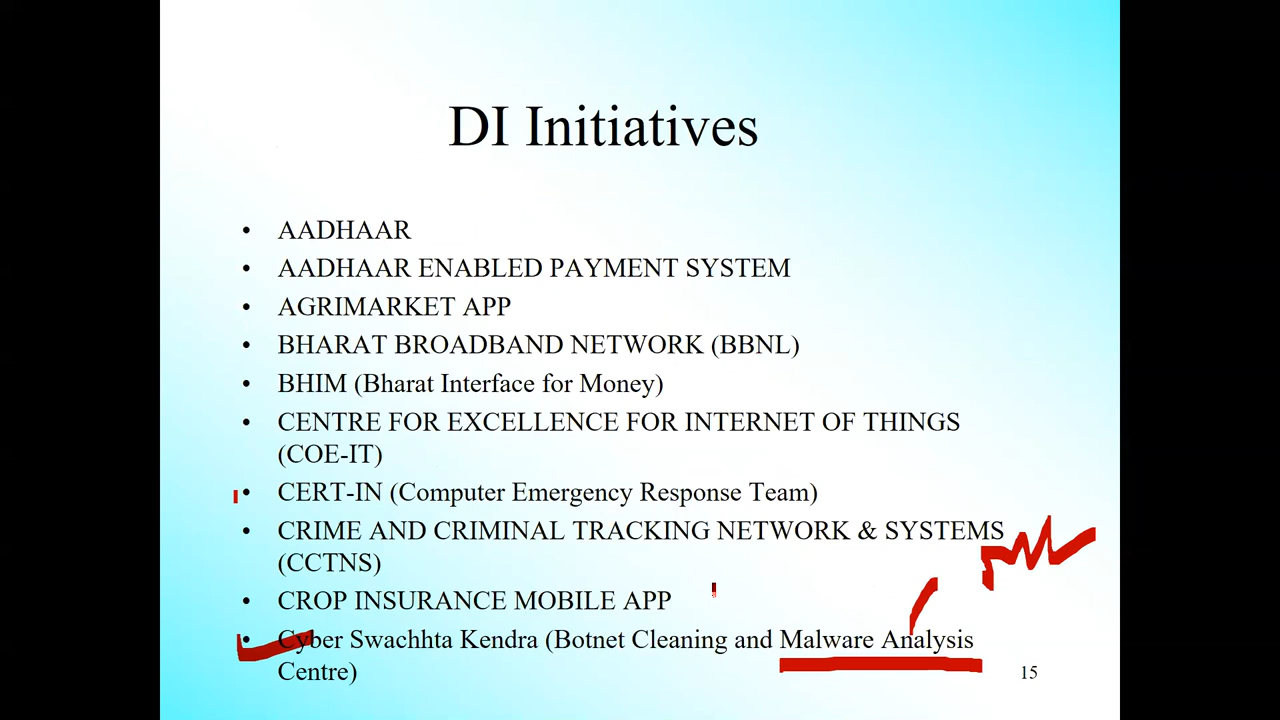 DI Initiatives
• AADHAAR
• AADHAAR ENABLED PAYMENT SYSTEM
• AGRIMARKET APP
• BHARAT BROADBAND NETWORK (BBNL)
• BHIM (Bharat Interface for Money)
• CENTRE FOR EXCELLENCE FOR INTERNET OF THINGS
(COE-IT)
• CERT-IN (Computer Emergency Response Team)
• CRIME AND CRIMINAL TRACKING NETWORK & SYSTEMS
(CCTNS)
• CROP INSURANCE MOBILE APP
• Cyber Swachhta Kendra (Botnet Cleaning and Malware Analysis
Centre)
15